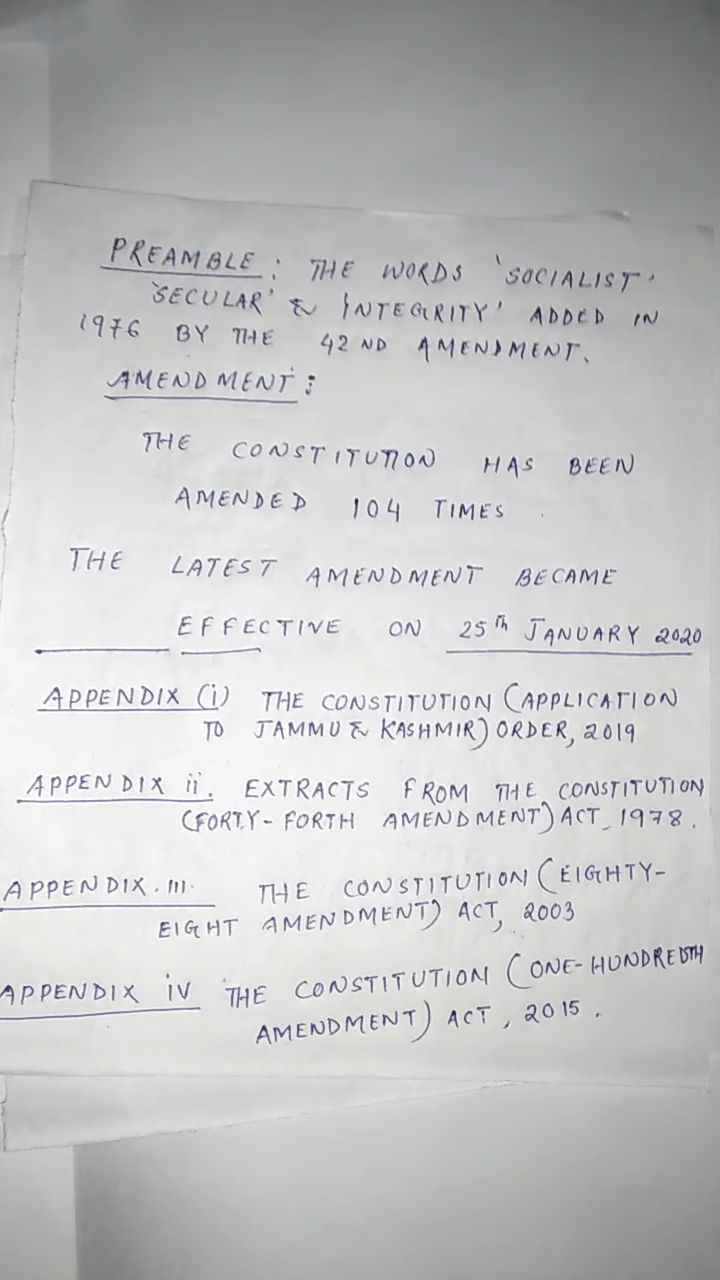 PREAMBLE : THE WORDS 'SOCIALIST'
'SECULAR' & 'INTEGRITY' ADDED IN
1976 BY THE 42 ND AMENDMENT.
AMENDMENT :
THE CONSTITUTION HAS BEEN
AMENDED 104 TIMES .
THE LATEST AMENDMENT BECAME
EFFECTIVE ON 25th JANUARY 2020
APPENDIX (i) THE CONSTITUTION (APPLICATION
TO JAMMU & KASHMIR) ORDER, 2019
APPENDIX ii. EXTRACTS FROM THE CONSTITUTION
(FORTY-FORTH AMENDMENT) ACT, 1978.
APPENDIX.III. THE CONSTITUTION (EIGHTY-
EIGHT AMENDMENT) ACT, 2003
APPENDIX iv THE CONSTITUTION (ONE-HUNDREDTH
AMENDMENT) ACT, 2015.